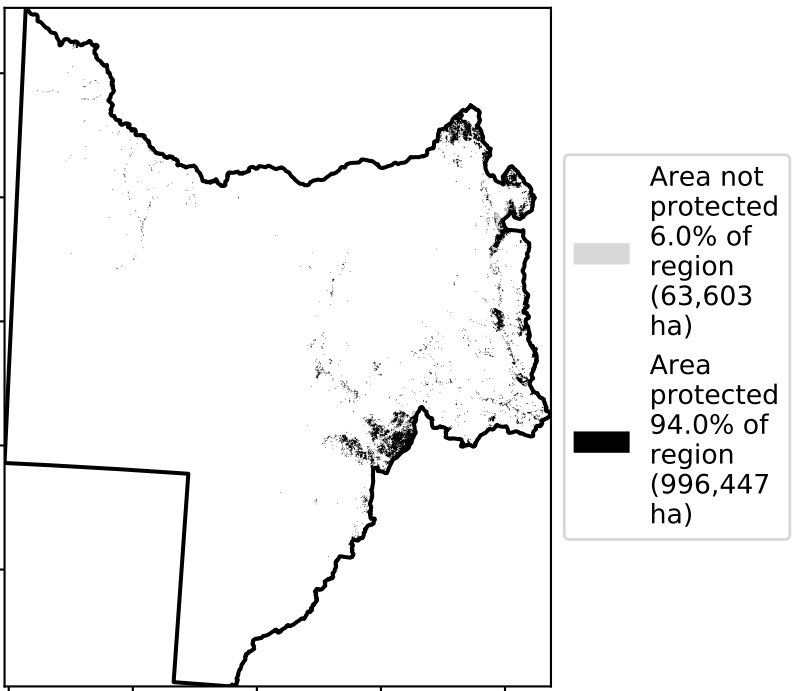 Area not
protected
6.0% of
region
(63,603
ha)
Area
protected
94.0% of
region
(996,447
ha)